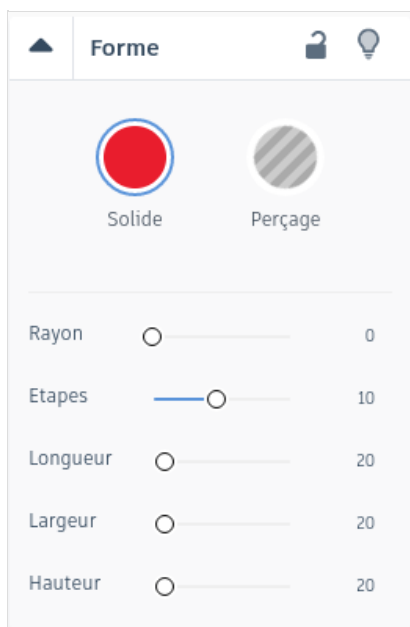 Forme
Solide Perçage
Rayon 0
Etapes 10
Longueur 20
Largeur 20
Hauteur 20